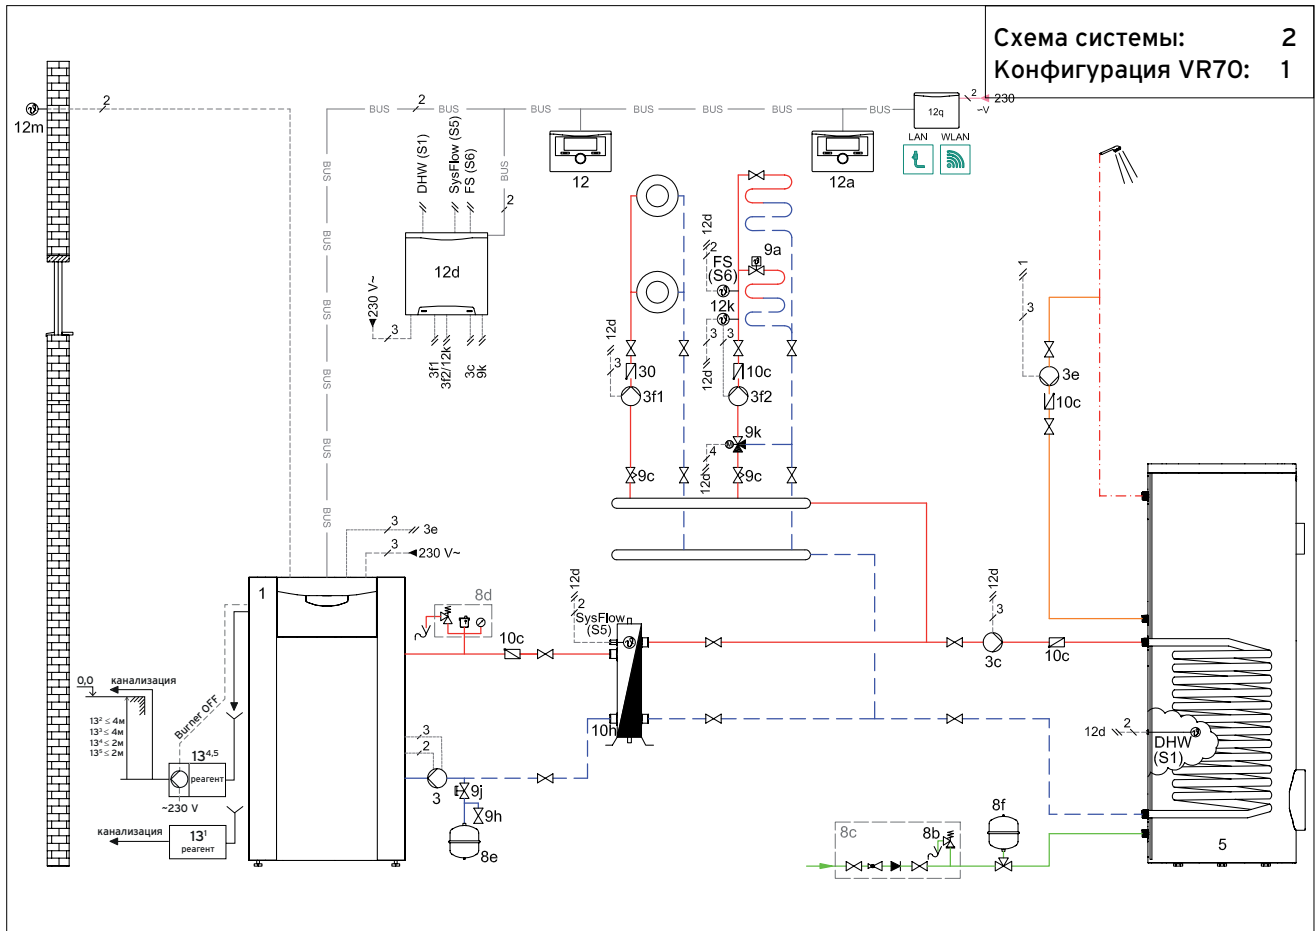 Схема системы: 2
Конфигурация VR70: 1
12m
2
BUS
2
BUS
BUS
BUS
BUS
BUS
12q
2
230
~V
LAN
WLAN
12
12a
DHW (S1)
SysFlow (S5)
FS (S6)
BUS
2
12d
230 V~
3
3f1
3f2/12k
3c
9k
BUS
BUS
BUS
BUS
BUS
12d
2
9a
FS
(S6)
12k
12d
3
30
3f1
3
3
12d
10c
3f2
9k
4
12d
9c
9c
1
3
3e
10c
3
3e
3
230 V~
1
8d
10c
12d
2
SysFlow
(S5)
10h
12d
3
3c
10c
0,0
канализация
13² ≤ 4м
13³ ≤ 4м
13⁴ ≤ 2м
13⁵ ≤ 2м
Burner OFF
13⁴,⁵
реагент
~230 V
канализация
13¹
реагент
3
2
3
9j
9h
8e
12d
2
DHW
(S1)
8c
8b
8f
5